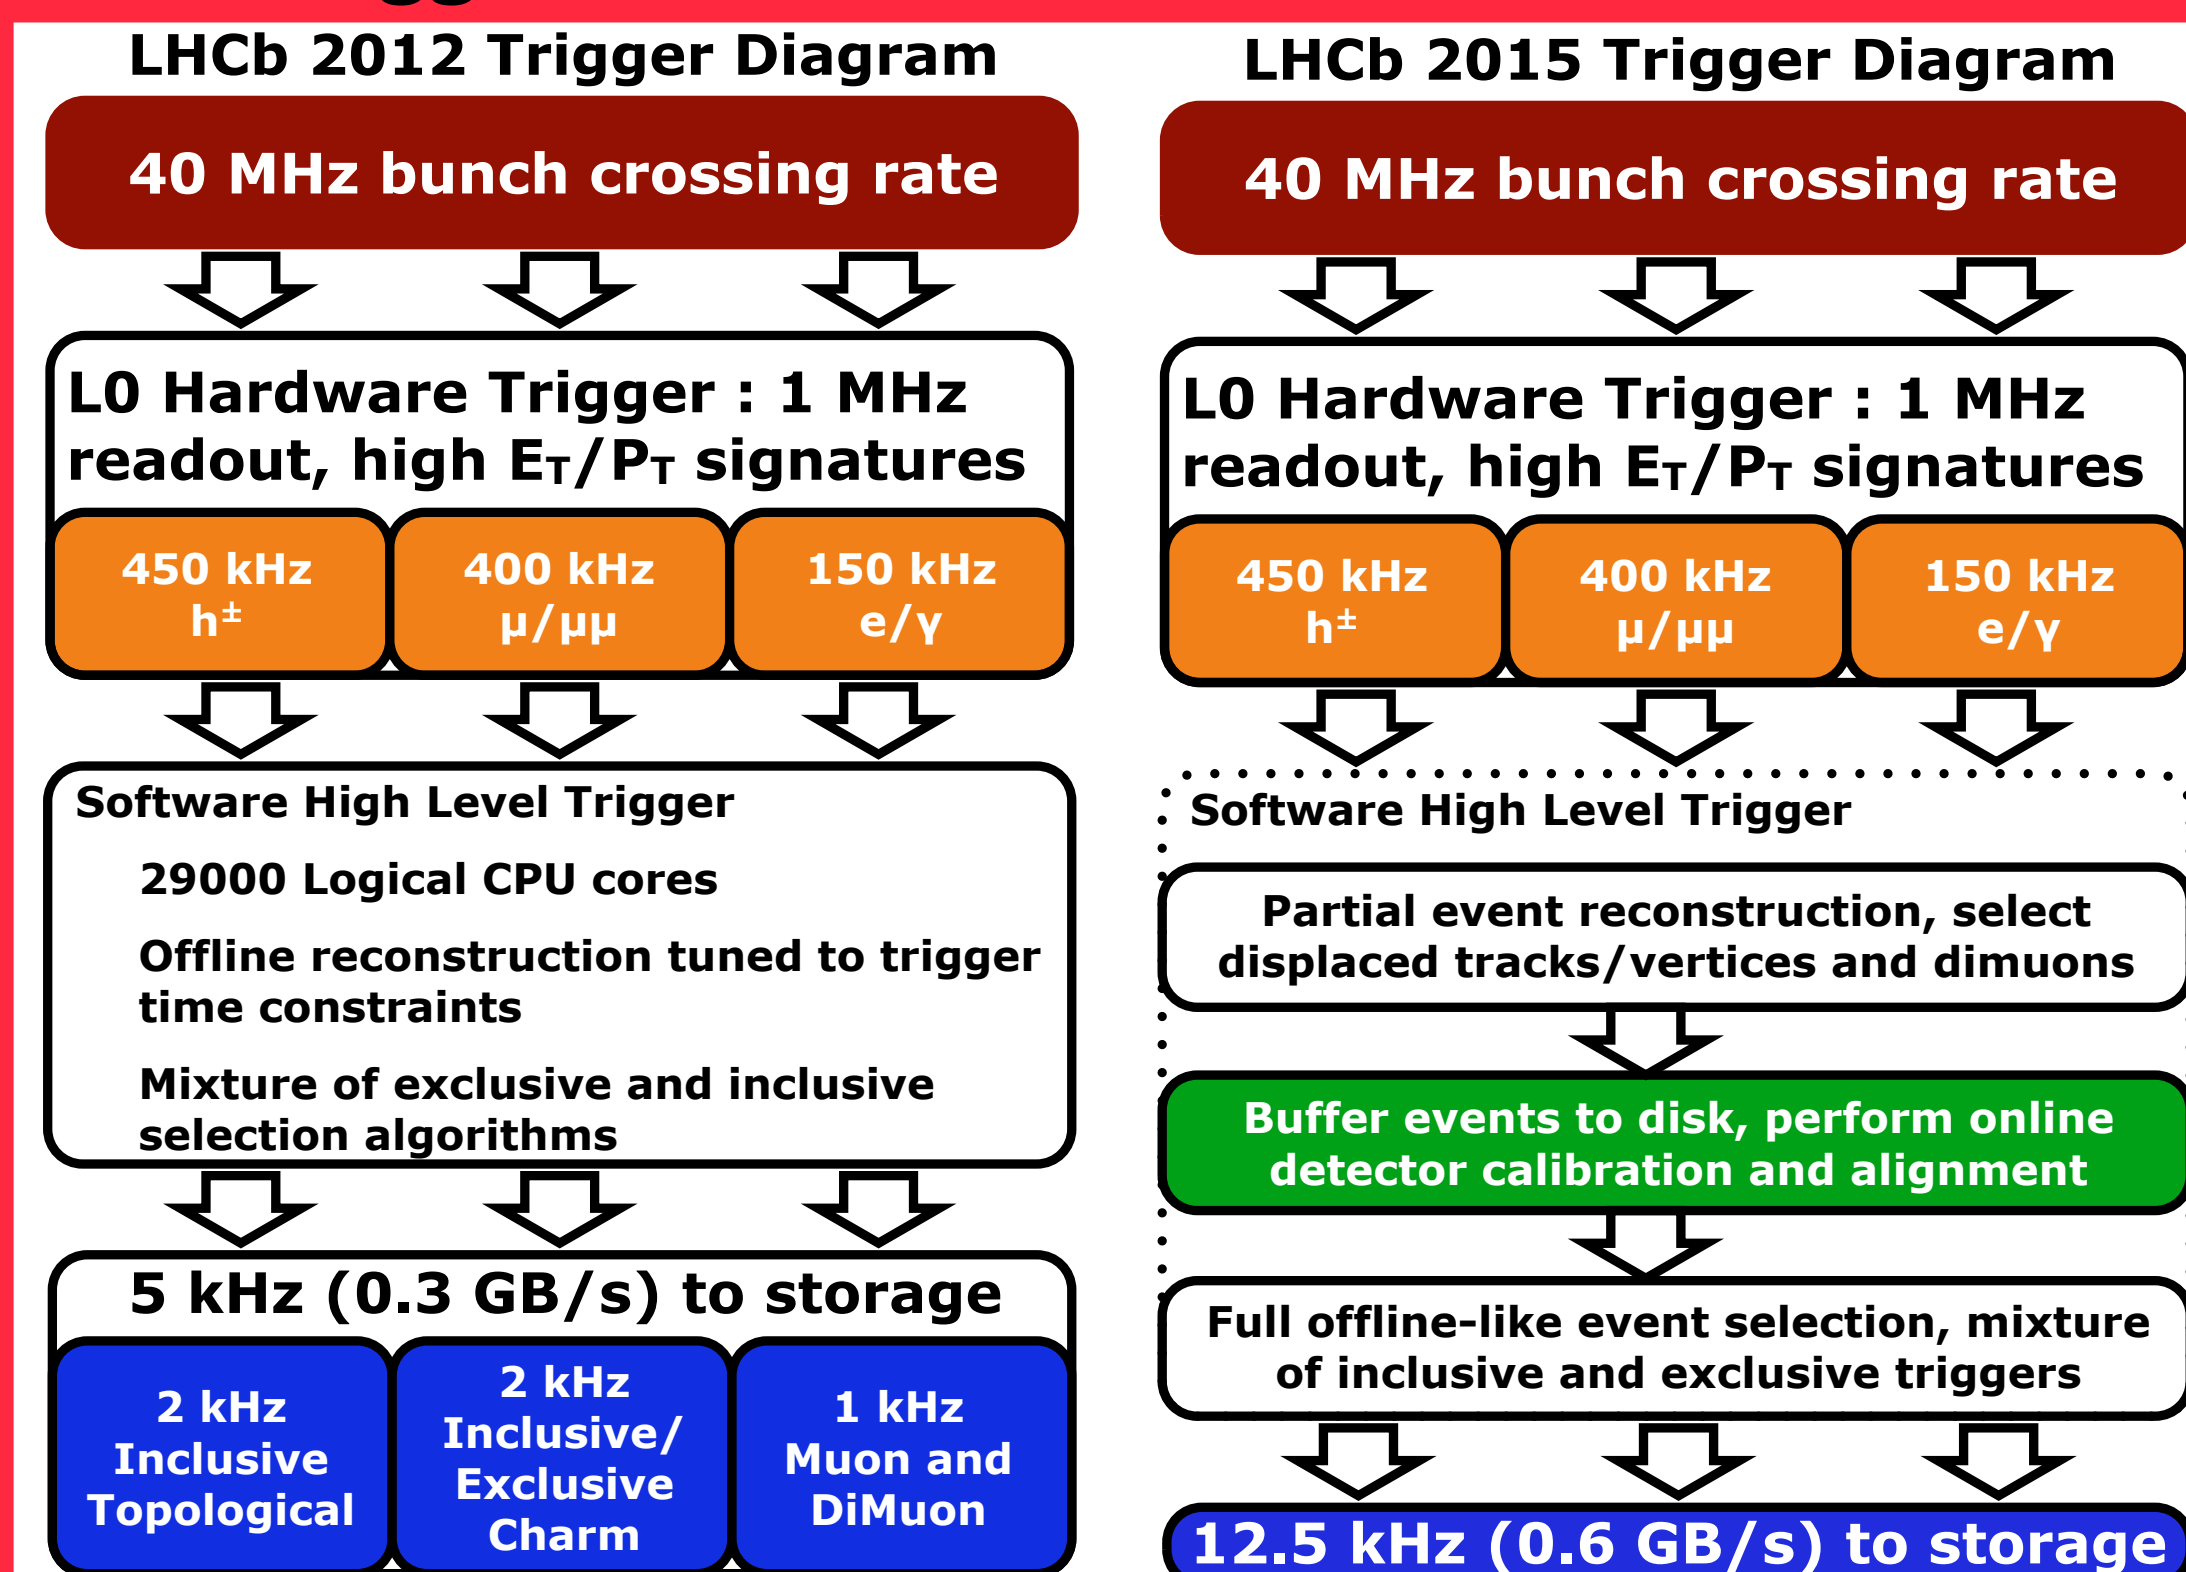 LHCb 2012 Trigger Diagram
40 MHz bunch crossing rate
L0 Hardware Trigger : 1 MHz
readout, high ET/PT signatures
450 kHz
h±
400 kHz
µ/µµ
150 kHz
e/γ
Software High Level Trigger
29000 Logical CPU cores
Offline reconstruction tuned to trigger
time constraints
Mixture of exclusive and inclusive
selection algorithms
5 kHz (0.3 GB/s) to storage
2 kHz
Inclusive
Topological
2 kHz
Inclusive/
Exclusive
Charm
1 kHz
Muon and
DiMuon
LHCb 2015 Trigger Diagram
40 MHz bunch crossing rate
L0 Hardware Trigger : 1 MHz
readout, high ET/PT signatures
450 kHz
h±
400 kHz
µ/µµ
150 kHz
e/γ
Software High Level Trigger
Partial event reconstruction, select
displaced tracks/vertices and dimuons
Buffer events to disk, perform online
detector calibration and alignment
Full offline-like event selection, mixture
of inclusive and exclusive triggers
12.5 kHz (0.6 GB/s) to storage